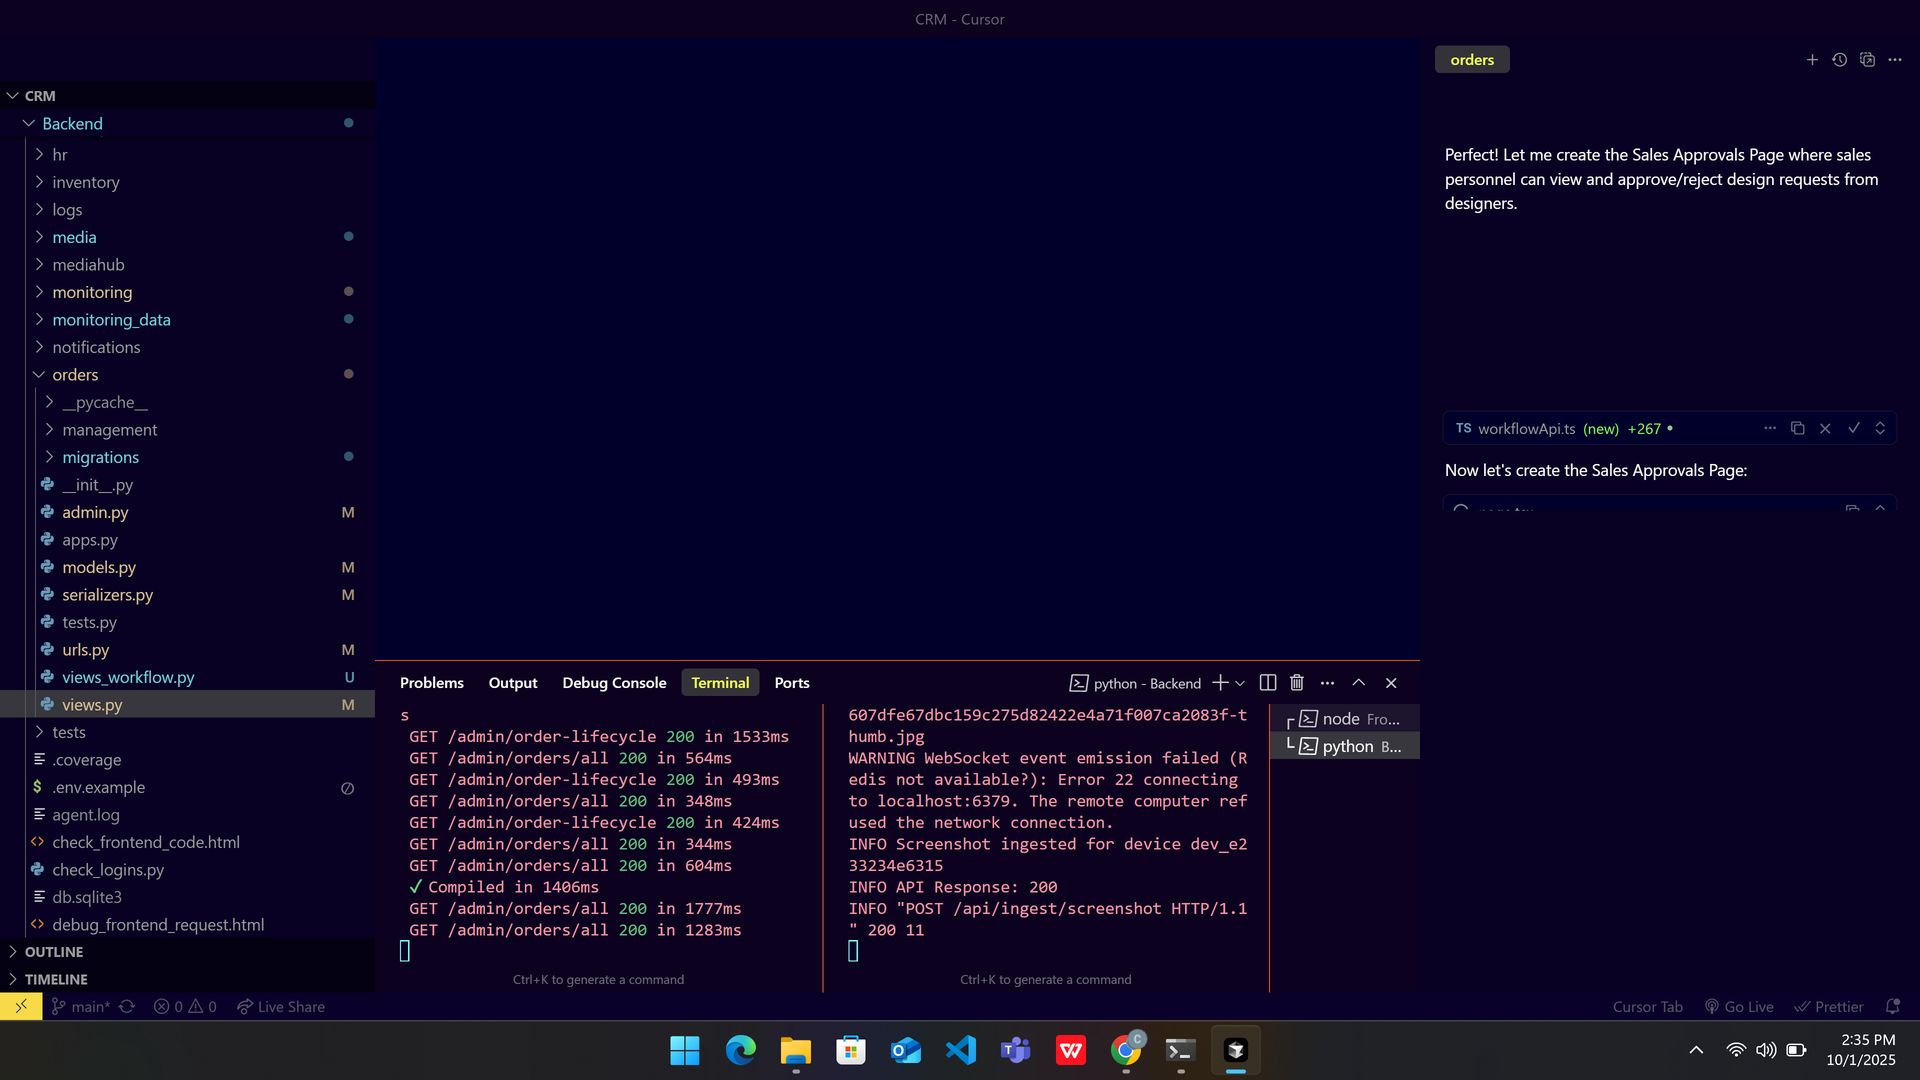 CRM - Cursor
CRM
Backend
hr
inventory
logs
media
mediahub
monitoring
monitoring_data
notifications
orders
__pycache__
management
migrations
__init__.py
admin.py M
apps.py
models.py M
serializers.py M
tests.py
urls.py M
views_workflow.py U
views.py M
tests
.coverage
$ .env.example
agent.log
check_frontend_code.html
check_logins.py
db.sqlite3
debug_frontend_request.html
OUTLINE
TIMELINE
Problems Output Debug Console Terminal Ports
python - Backend
s
GET /admin/order-lifecycle 200 in 1533ms
GET /admin/orders/all 200 in 564ms
GET /admin/order-lifecycle 200 in 493ms
GET /admin/orders/all 200 in 348ms
GET /admin/order-lifecycle 200 in 424ms
GET /admin/orders/all 200 in 344ms
GET /admin/orders/all 200 in 604ms
✓ Compiled in 1406ms
GET /admin/orders/all 200 in 1777ms
GET /admin/orders/all 200 in 1283ms
Ctrl+K to generate a command
607dfe67dbc159c275d82422e4a71f007ca2083f-t
humb.jpg
WARNING WebSocket event emission failed (R
edis not available?): Error 22 connecting
to localhost:6379. The remote computer ref
used the network connection.
INFO Screenshot ingested for device dev_e2
33234e6315
INFO API Response: 200
INFO "POST /api/ingest/screenshot HTTP/1.1
" 200 11
Ctrl+K to generate a command
node Fro...
python B...
orders
Perfect! Let me create the Sales Approvals Page where sales
personnel can view and approve/reject design requests from
designers.
TS workflowApi.ts (new) +267 •
Now let's create the Sales Approvals Page:
main* 0 0 Live Share
Cursor Tab Go Live Prettier
C
2:35 PM
10/1/2025